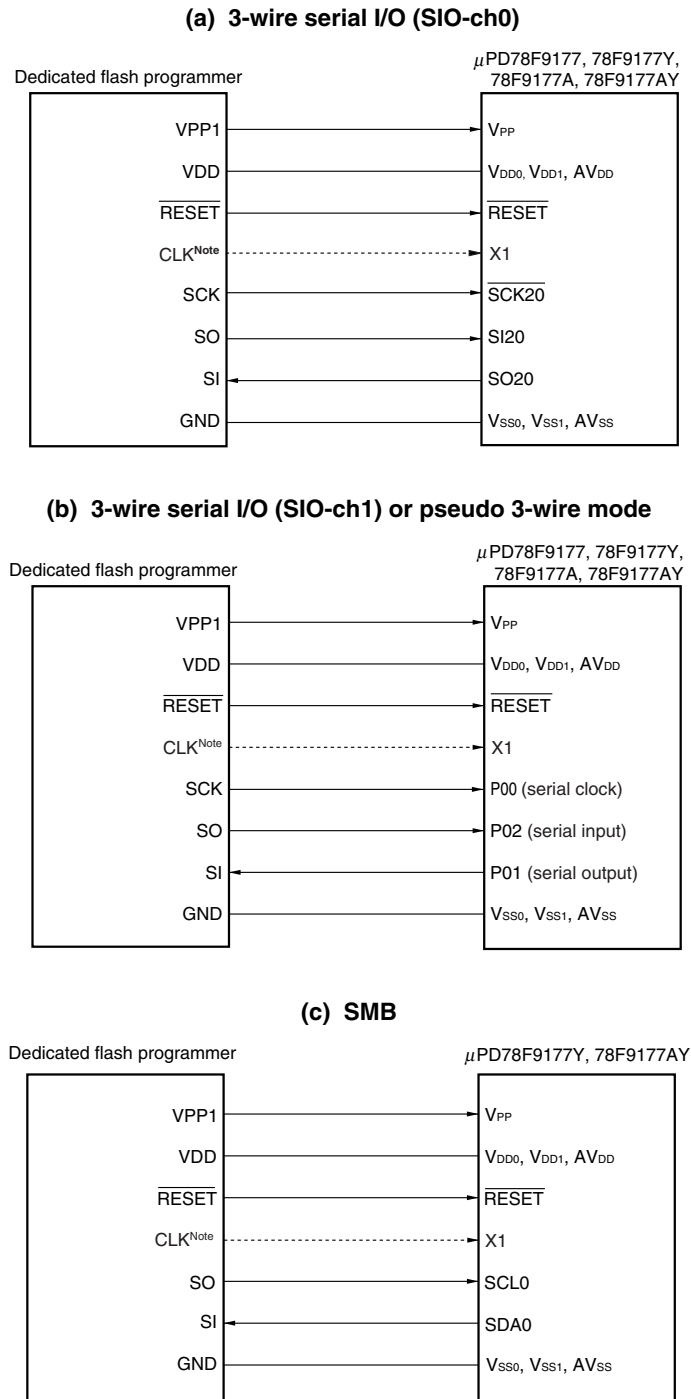 (a) 3-wire serial I/O (SIO-ch0)
Dedicated flash programmer
μPD78F9177, 78F9177Y,
78F9177A, 78F9177AY
VPP1 VPP
VDD VDD0, VDD1, AVDD
RESET RESET
CLKNote X1
SCK SCK20
SO SI20
SI SO20
GND VSS0, VSS1, AVSS
(b) 3-wire serial I/O (SIO-ch1) or pseudo 3-wire mode
Dedicated flash programmer
μPD78F9177, 78F9177Y,
78F9177A, 78F9177AY
VPP1 VPP
VDD VDD0, VDD1, AVDD
RESET RESET
CLKNote X1
SCK P00 (serial clock)
SO P02 (serial input)
SI P01 (serial output)
GND VSS0, VSS1, AVSS
(c) SMB
Dedicated flash programmer μPD78F9177Y, 78F9177AY
VPP1 VPP
VDD VDD0, VDD1, AVDD
RESET RESET
CLKNote X1
SO SCL0
SI SDA0
GND VSS0, VSS1, AVSS